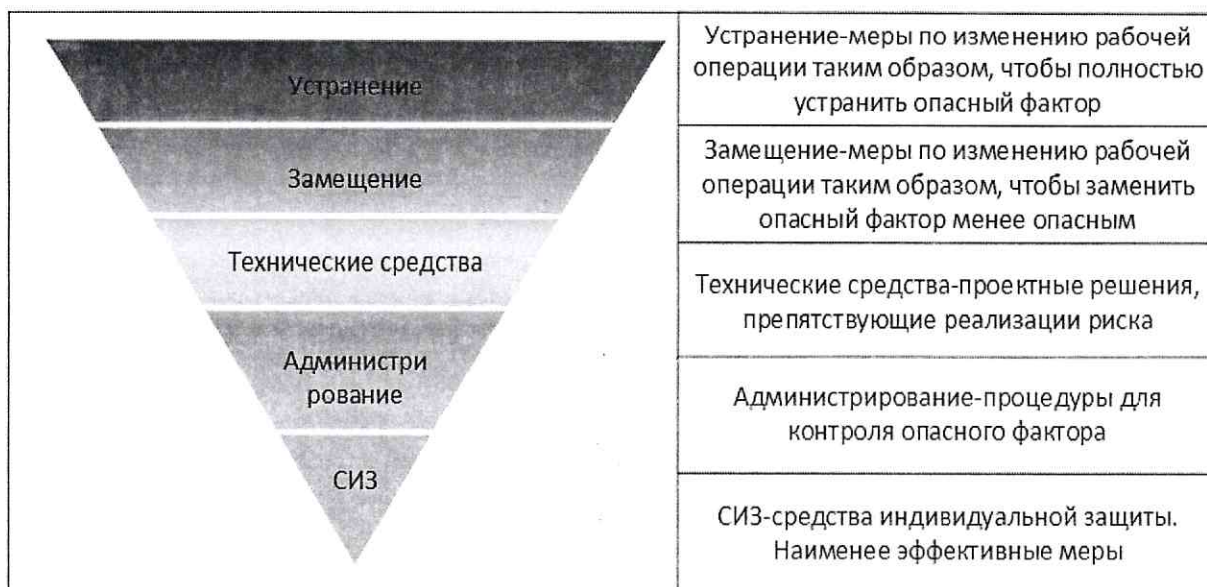 Устранение
Замещение
Технические средства
Администри
рование
СИЗ
Устранение-меры по изменению рабочей
операции таким образом, чтобы полностью
устранить опасный фактор
Замещение-меры по изменению рабочей
операции таким образом, чтобы заменить
опасный фактор менее опасным
Технические средства-проектные решения,
препятствующие реализации риска
Администрирование-процедуры для
контроля опасного фактора
СИЗ-средства индивидуальной защиты.
Наименее эффективные меры